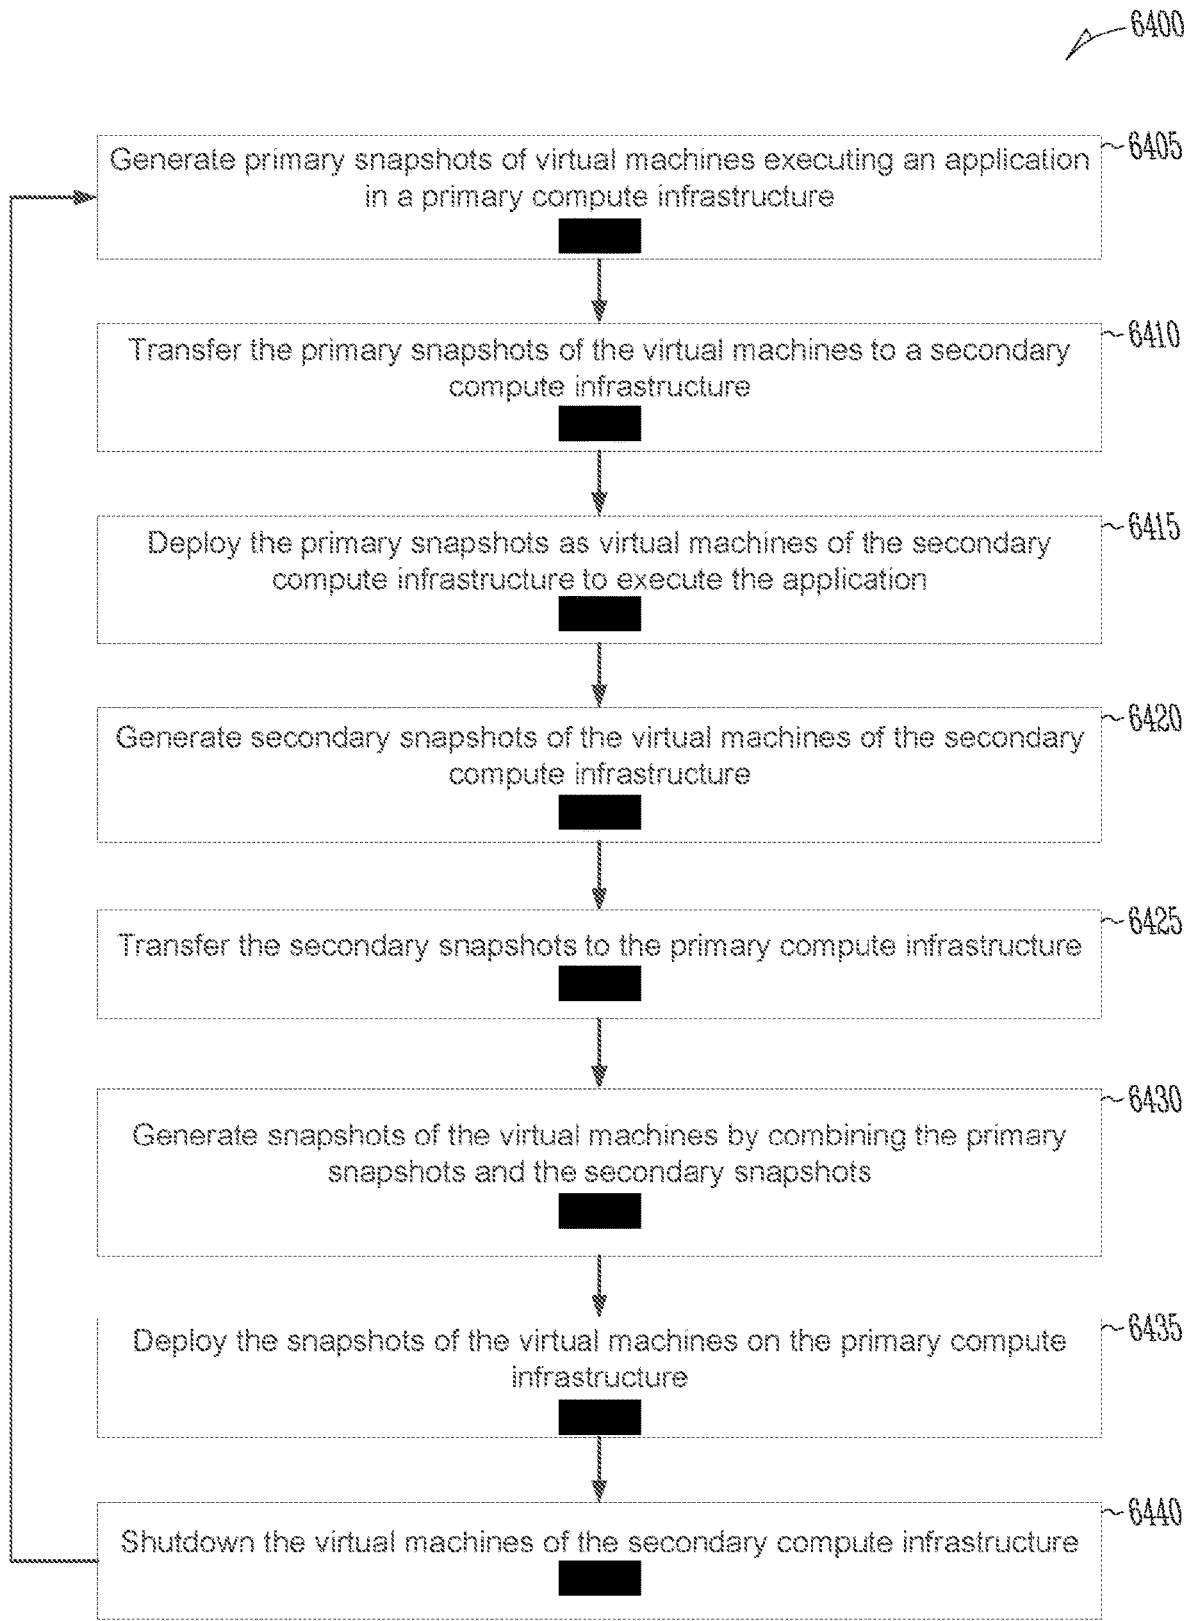 6400
6405
Generate primary snapshots of virtual machines executing an application
in a primary compute infrastructure
6410
Transfer the primary snapshots of the virtual machines to a secondary
compute infrastructure
6415
Deploy the primary snapshots as virtual machines of the secondary
compute infrastructure to execute the application
6420
Generate secondary snapshots of the virtual machines of the secondary
compute infrastructure
6425
Transfer the secondary snapshots to the primary compute infrastructure
6430
Generate snapshots of the virtual machines by combining the primary
snapshots and the secondary snapshots
6435
Deploy the snapshots of the virtual machines on the primary compute
infrastructure
6440
Shutdown the virtual machines of the secondary compute infrastructure